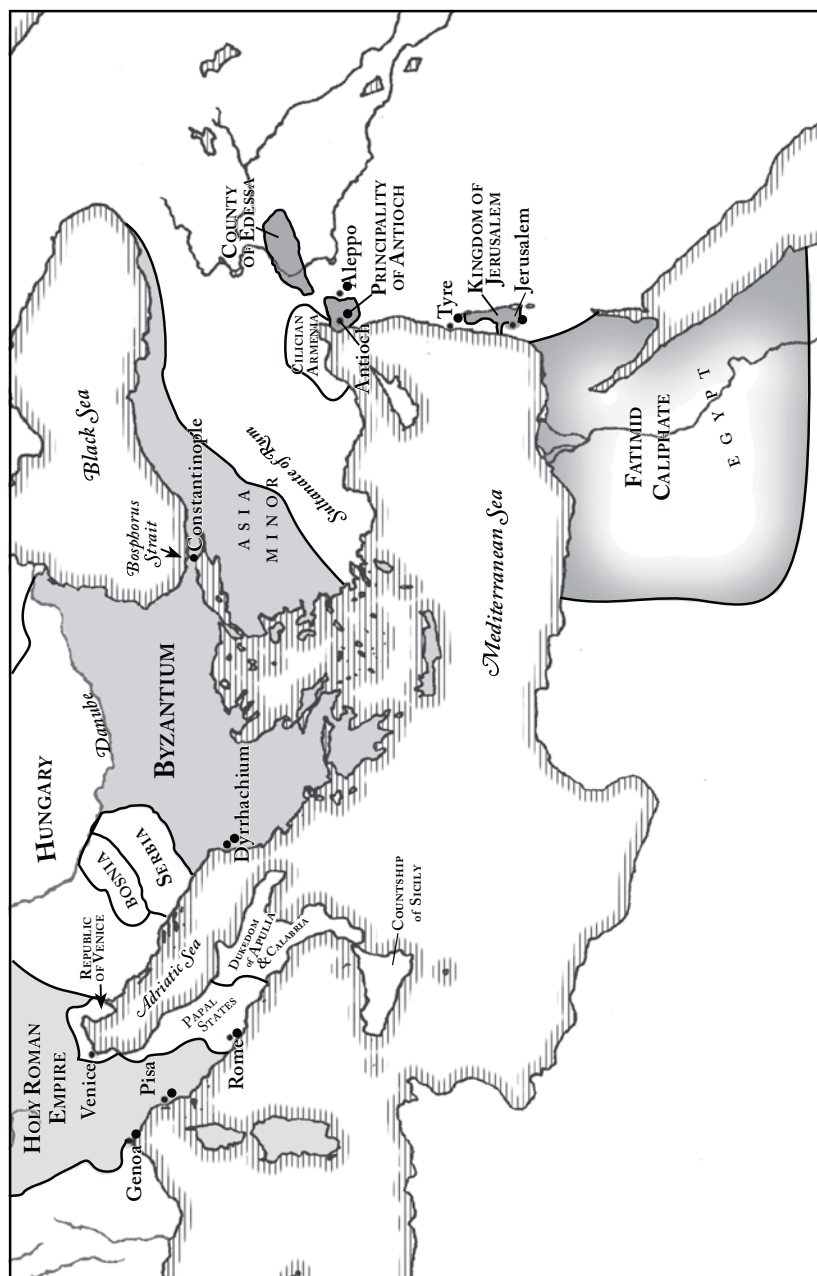 HOLY ROMAN
EMPIRE
Venice
Genoa
Pisa
REPUBLIC
OF VENICE
Adriatic Sea
PAPAL
STATES
Rome
DUKEDOM
of APULIA
& CALABRIA
COUNTSHIP
of SICILY
HUNGARY
BOSNIA
SERBIA
Danube
Dyrrhachium
BYZANTIUM
Black Sea
Bosphorus
Strait
Constantinople
ASIA
MINOR
Sultanate of Rum
Mediterranean Sea
CILICIAN
ARMENIA
COUNTY
OF EDESSA
Antioch
Aleppo
PRINCIPALITY
OF ANTIOCH
Tyre
KINGDOM OF
JERUSALEM
Jerusalem
FATIMID
CALIPHATE
EGYPT